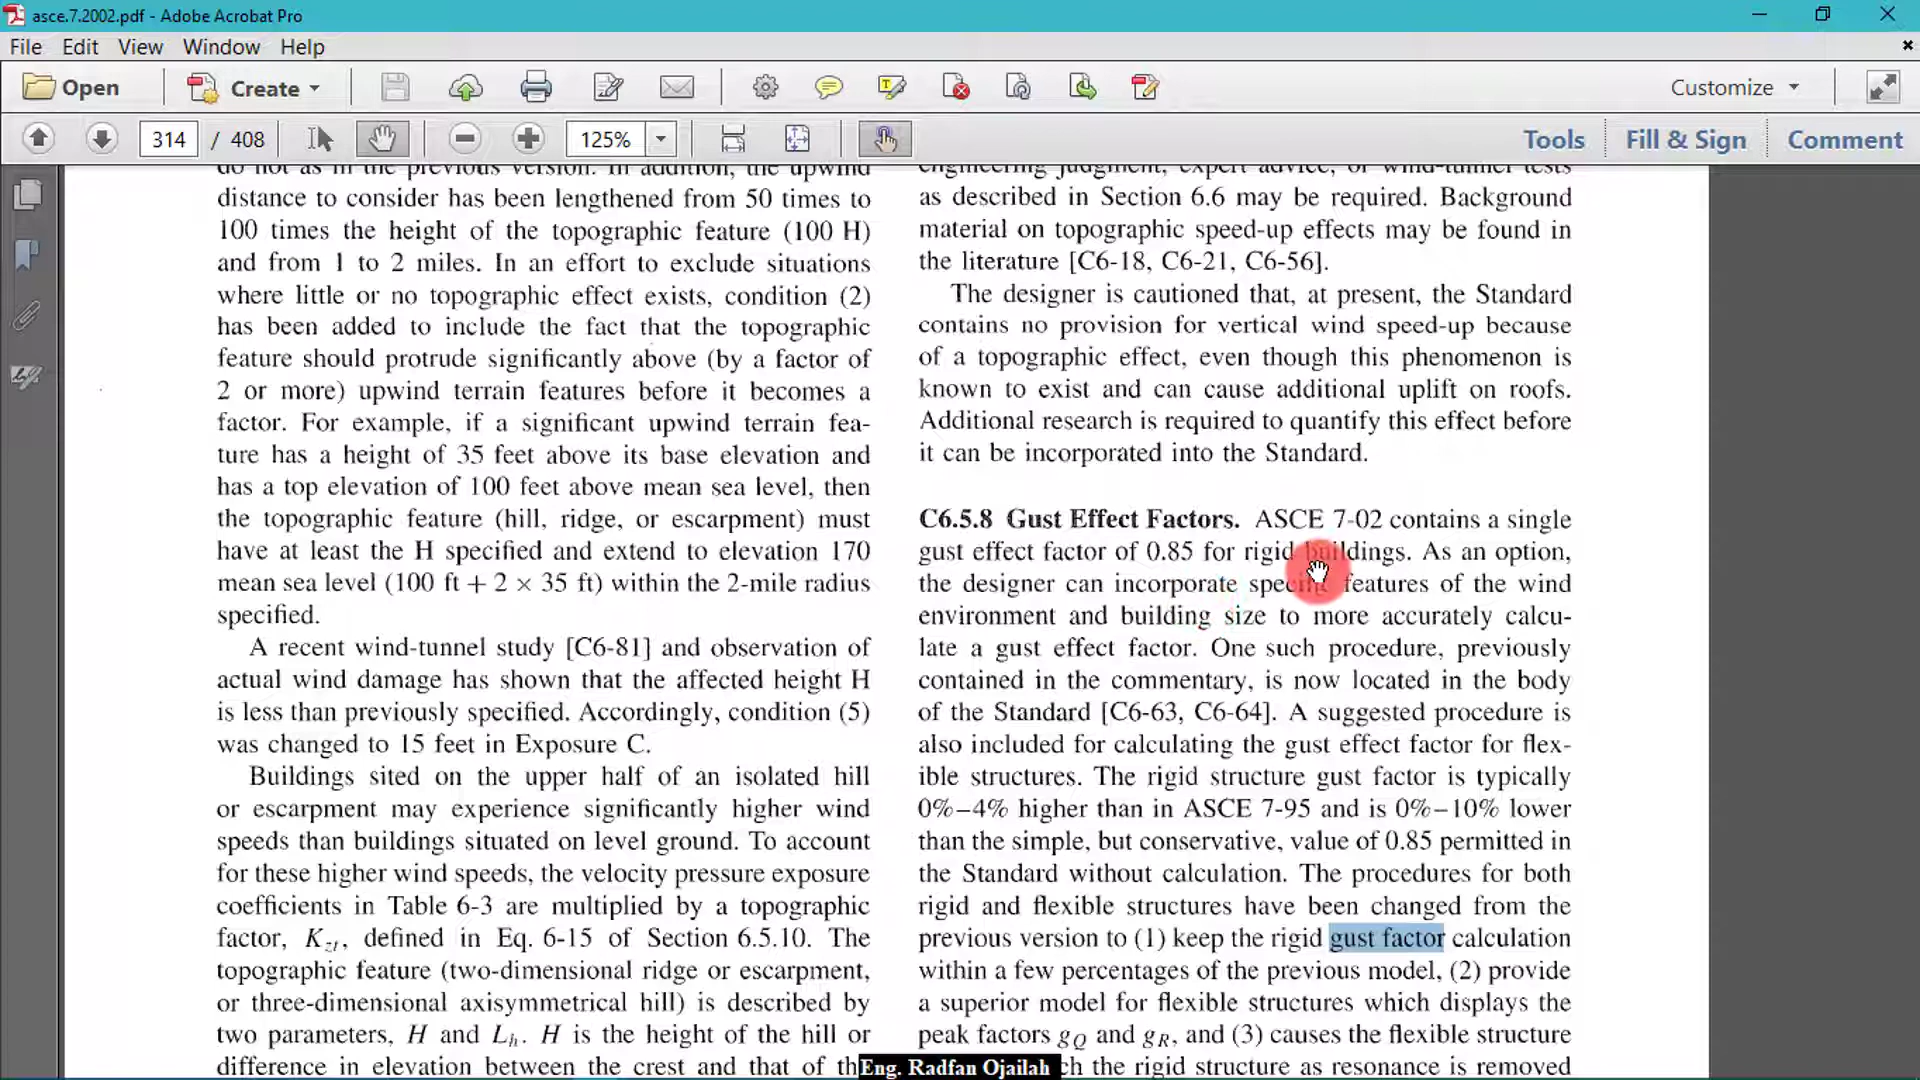 asce.7.2002.pdf - Adobe Acrobat Pro
File Edit View Window Help
Open Create Customize
314 / 408 125% Tools Fill & Sign Comment
do not as in the previous version. In addition, the upwind
distance to consider has been lengthened from 50 times to
100 times the height of the topographic feature (100 H)
and from 1 to 2 miles. In an effort to exclude situations
where little or no topographic effect exists, condition (2)
has been added to include the fact that the topographic
feature should protrude significantly above (by a factor of
2 or more) upwind terrain features before it becomes a
factor. For example, if a significant upwind terrain fea-
ture has a height of 35 feet above its base elevation and
has a top elevation of 100 feet above mean sea level, then
the topographic feature (hill, ridge, or escarpment) must
have at least the H specified and extend to elevation 170
mean sea level (100 ft + 2 × 35 ft) within the 2-mile radius
specified.
A recent wind-tunnel study [C6-81] and observation of
actual wind damage has shown that the affected height H
is less than previously specified. Accordingly, condition (5)
was changed to 15 feet in Exposure C.
Buildings sited on the upper half of an isolated hill
or escarpment may experience significantly higher wind
speeds than buildings situated on level ground. To account
for these higher wind speeds, the velocity pressure exposure
coefficients in Table 6-3 are multiplied by a topographic
factor, Kzt, defined in Eq. 6-15 of Section 6.5.10. The
topographic feature (two-dimensional ridge or escarpment,
or three-dimensional axisymmetrical hill) is described by
two parameters, H and Lh. H is the height of the hill or
difference in elevation between the crest and that of th
engineering judgment, expert advice, or wind-tunnel tests
as described in Section 6.6 may be required. Background
material on topographic speed-up effects may be found in
the literature [C6-18, C6-21, C6-56].
The designer is cautioned that, at present, the Standard
contains no provision for vertical wind speed-up because
of a topographic effect, even though this phenomenon is
known to exist and can cause additional uplift on roofs.
Additional research is required to quantify this effect before
it can be incorporated into the Standard.
C6.5.8 Gust Effect Factors. ASCE 7-02 contains a single
gust effect factor of 0.85 for rigid buildings. As an option,
the designer can incorporate specific features of the wind
environment and building size to more accurately calcu-
late a gust effect factor. One such procedure, previously
contained in the commentary, is now located in the body
of the Standard [C6-63, C6-64]. A suggested procedure is
also included for calculating the gust effect factor for flex-
ible structures. The rigid structure gust factor is typically
0%–4% higher than in ASCE 7-95 and is 0%–10% lower
than the simple, but conservative, value of 0.85 permitted in
the Standard without calculation. The procedures for both
rigid and flexible structures have been changed from the
previous version to (1) keep the rigid gust factor calculation
within a few percentages of the previous model, (2) provide
a superior model for flexible structures which displays the
peak factors gQ and gR, and (3) causes the flexible structure
ch the rigid structure as resonance is removed
Eng. Radfan Ojailah